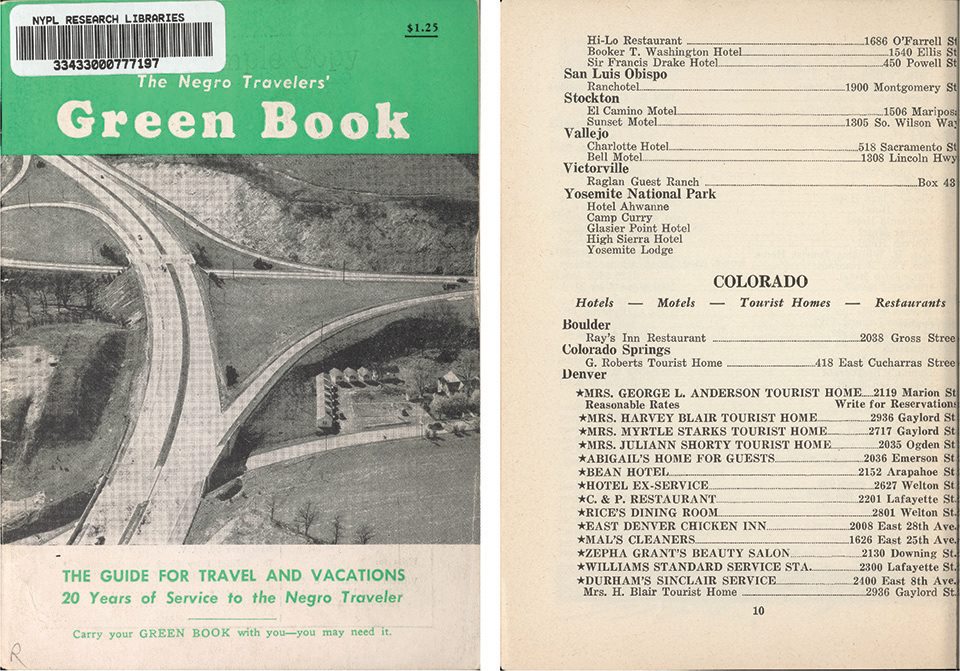 NYPL RESEARCH LIBRARIES
33433000777197
$1.25
The Negro Travelers'
Green Book
THE GUIDE FOR TRAVEL AND VACATIONS
20 Years of Service to the Negro Traveler
Carry your GREEN BOOK with you—you may need it.
R
Hi-Lo Restaurant 1686 O'Farrell St
Booker T. Washington Hotel 1540 Ellis St
Sir Francis Drake Hotel 450 Powell St
San Luis Obispo
Ranchotel 1900 Montgomery St
Stockton
El Camino Motel 1506 Mariposa
Sunset Motel 1305 So. Wilson Way
Vallejo
Charlotte Hotel 518 Sacramento St
Bell Motel 1308 Lincoln Hwy
Victorville
Raglan Guest Ranch Box 43
Yosemite National Park
Hotel Ahwanne
Camp Curry
Glasier Point Hotel
High Sierra Hotel
Yosemite Lodge
COLORADO
Hotels — Motels — Tourist Homes — Restaurants
Boulder
Ray's Inn Restaurant 2038 Gross Stree
Colorado Springs
G. Roberts Tourist Home 418 East Cucharras Stree
Denver
★MRS. GEORGE L. ANDERSON TOURIST HOME 2119 Marion St
Reasonable Rates Write for Reservations
★MRS. HARVEY BLAIR TOURIST HOME 2936 Gaylord St
★MRS. MYRTLE STARKS TOURIST HOME 2717 Gaylord St
★MRS. JULIANN SHORTY TOURIST HOME 2035 Ogden St
★ABIGAIL'S HOME FOR GUESTS 2036 Emerson St
★BEAN HOTEL 2152 Arapahoe St
★HOTEL EX-SERVICE 2627 Welton St
★C. & P. RESTAURANT 2201 Lafayette St.
★RICE'S DINING ROOM 2801 Welton St.
★EAST DENVER CHICKEN INN 2008 East 28th Ave.
★MAL'S CLEANERS 1626 East 25th Ave.
★ZEPHA GRANT'S BEAUTY SALON 2130 Downing St.
★WILLIAMS STANDARD SERVICE STA. 2300 Lafayette St.
★DURHAM'S SINCLAIR SERVICE 2400 East 8th Ave.
Mrs. H. Blair Tourist Home 2936 Gaylord St.
10